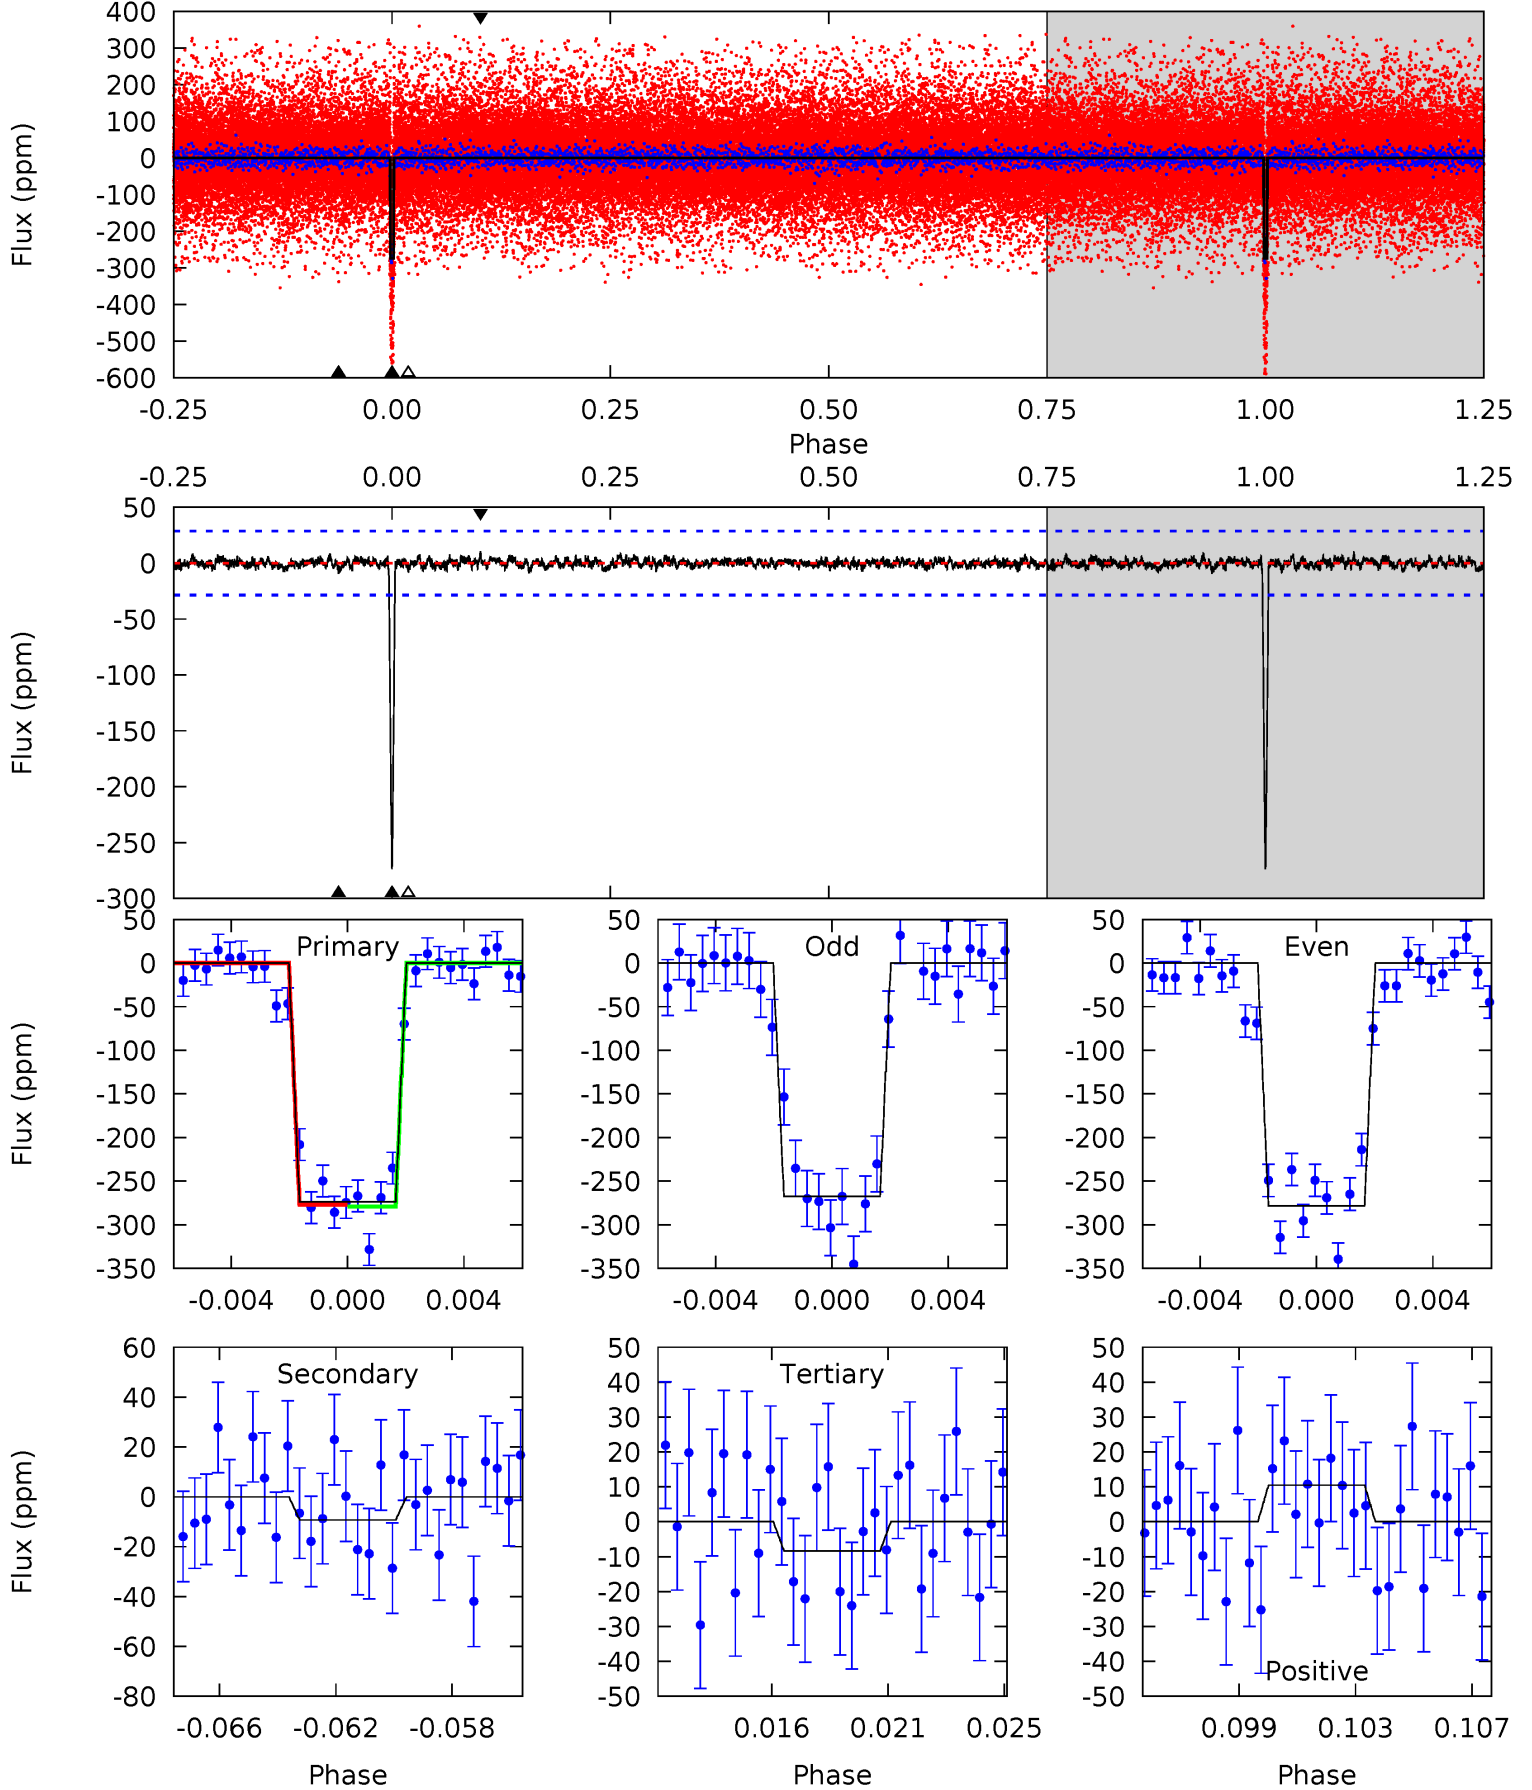 400
300
200
100
0
-100
-200
-300
-400
-500
-600
Flux (ppm)
-0.25 0.00 0.25 0.50 0.75 1.00 1.25
Phase
-0.25 0.00 0.25 0.50 0.75 1.00 1.25
50
0
-50
-100
-150
-200
-250
-300
Flux (ppm)
Primary Odd Even
50 50 50
0 0 0
-50 -50 -50
-100 -100 -100
-150 -150 -150
-200 -200 -200
-250 -250 -250
-300 -300 -300
-350 -350 -350
Flux (ppm)
-0.004 0.000 0.004 -0.004 0.000 0.004 -0.004 0.000 0.004
Secondary Tertiary Positive
60 50 50
40 40 40
20 30 30
0 20 20
-20 10 10
-40 0 0
-60 -10 -10
-80 -20 -20
-30 -30
-40 -40
-50 -50
Flux (ppm)
-0.066 -0.062 -0.058 0.016 0.021 0.025 0.099 0.103 0.107
Phase Phase Phase